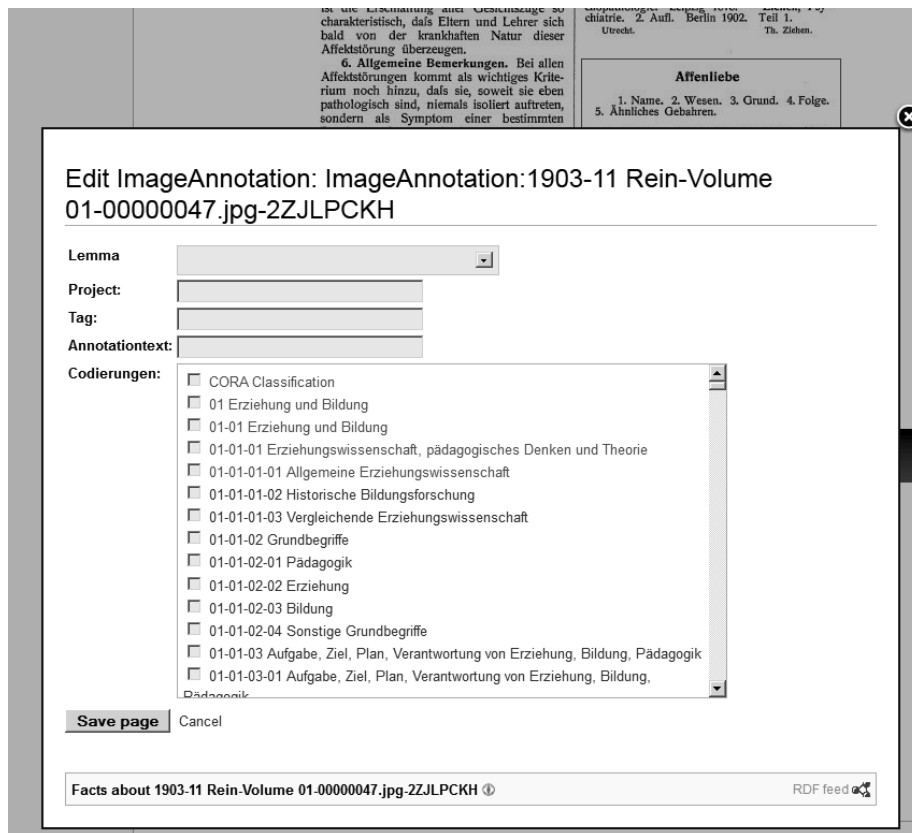 ist die Erschlaffung aller Gesichtszüge so
charakteristisch, daſs Eltern und Lehrer sich
bald von der krankhaften Natur dieser
Affektstörung überzeugen.
6. Allgemeine Bemerkungen. Bei allen
Affektstörungen kommt als wichtiges Krite-
rium noch hinzu, daſs sie, soweit sie eben
pathologisch sind, niemals isoliert auftreten,
sondern als Symptom einer bestimmten
chiatrie. 2. Aufl. Berlin 1902. Teil 1.
Utrecht. Th. Ziehen.
Affenliebe
1. Name. 2. Wesen. 3. Grund. 4. Folge.
5. Ähnliches Gebahren.
Edit ImageAnnotation: ImageAnnotation:1903-11 Rein-Volume
01-00000047.jpg-2ZJLPCKH
Lemma
Project:
Tag:
Annotationtext:
Codierungen:
CORA Classification
01 Erziehung und Bildung
01-01 Erziehung und Bildung
01-01-01 Erziehungswissenschaft, pädagogisches Denken und Theorie
01-01-01-01 Allgemeine Erziehungswissenschaft
01-01-01-02 Historische Bildungsforschung
01-01-01-03 Vergleichende Erziehungswissenschaft
01-01-02 Grundbegriffe
01-01-02-01 Pädagogik
01-01-02-02 Erziehung
01-01-02-03 Bildung
01-01-02-04 Sonstige Grundbegriffe
01-01-03 Aufgabe, Ziel, Plan, Verantwortung von Erziehung, Bildung, Pädagogik
01-01-03-01 Aufgabe, Ziel, Plan, Verantwortung von Erziehung, Bildung,
Pädagogik
Save page Cancel
Facts about 1903-11 Rein-Volume 01-00000047.jpg-2ZJLPCKH
RDF feed